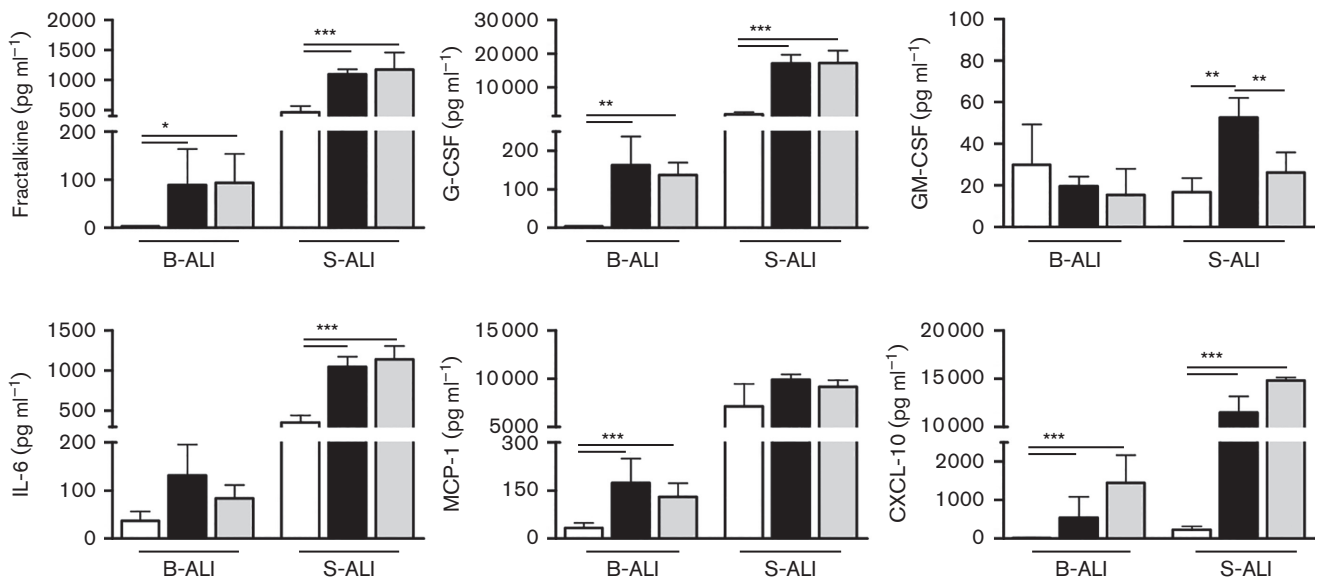 Fractalkine (pg ml⁻¹)
2000
1500
1000
500
200
100
0
*
***
B-ALI
S-ALI
G-CSF (pg ml⁻¹)
30 000
20 000
10 000
200
100
0
**
***
B-ALI
S-ALI
GM-CSF (pg ml⁻¹)
100
80
60
40
20
0
**
**
B-ALI
S-ALI
IL-6 (pg ml⁻¹)
1500
1000
500
200
100
0
***
B-ALI
S-ALI
MCP-1 (pg ml⁻¹)
15 000
10 000
5000
300
150
0
***
B-ALI
S-ALI
CXCL-10 (pg ml⁻¹)
20 000
15 000
10 000
2000
1000
0
***
***
B-ALI
S-ALI